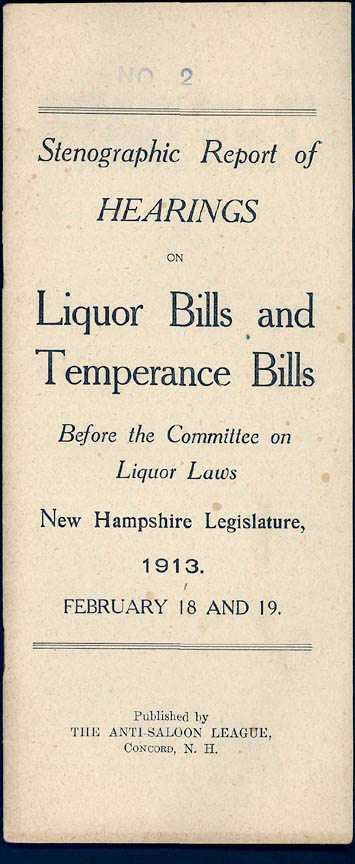 NO 2
Stenographic Report of
HEARINGS
ON
Liquor Bills and
Temperance Bills
Before the Committee on
Liquor Laws
New Hampshire Legislature,
1913.
FEBRUARY 18 AND 19.
Published by
THE ANTI-SALOON LEAGUE,
CONCORD, N. H.